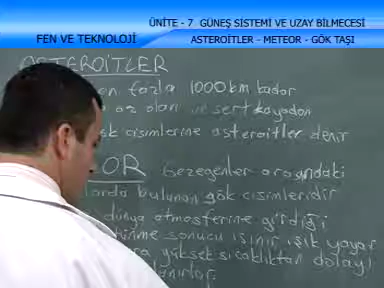 ÜNİTE - 7 GÜNEŞ SİSTEMİ VE UZAY BİLMECESİ
FEN VE TEKNOLOJİ
ASTEROİTLER - METEOR - GÖK TAŞI
ASTEROİTLER
en fazla 1000 km kadar
az olan ve sert kayadan
cisimlerine asteroitler denir
OR Gezegenler arasındaki
bulunan gök cisimleridir
dünya atmosferine girdiği
sonucu ısınır ışık yayar
yüksek sıcaklıktan dolayı